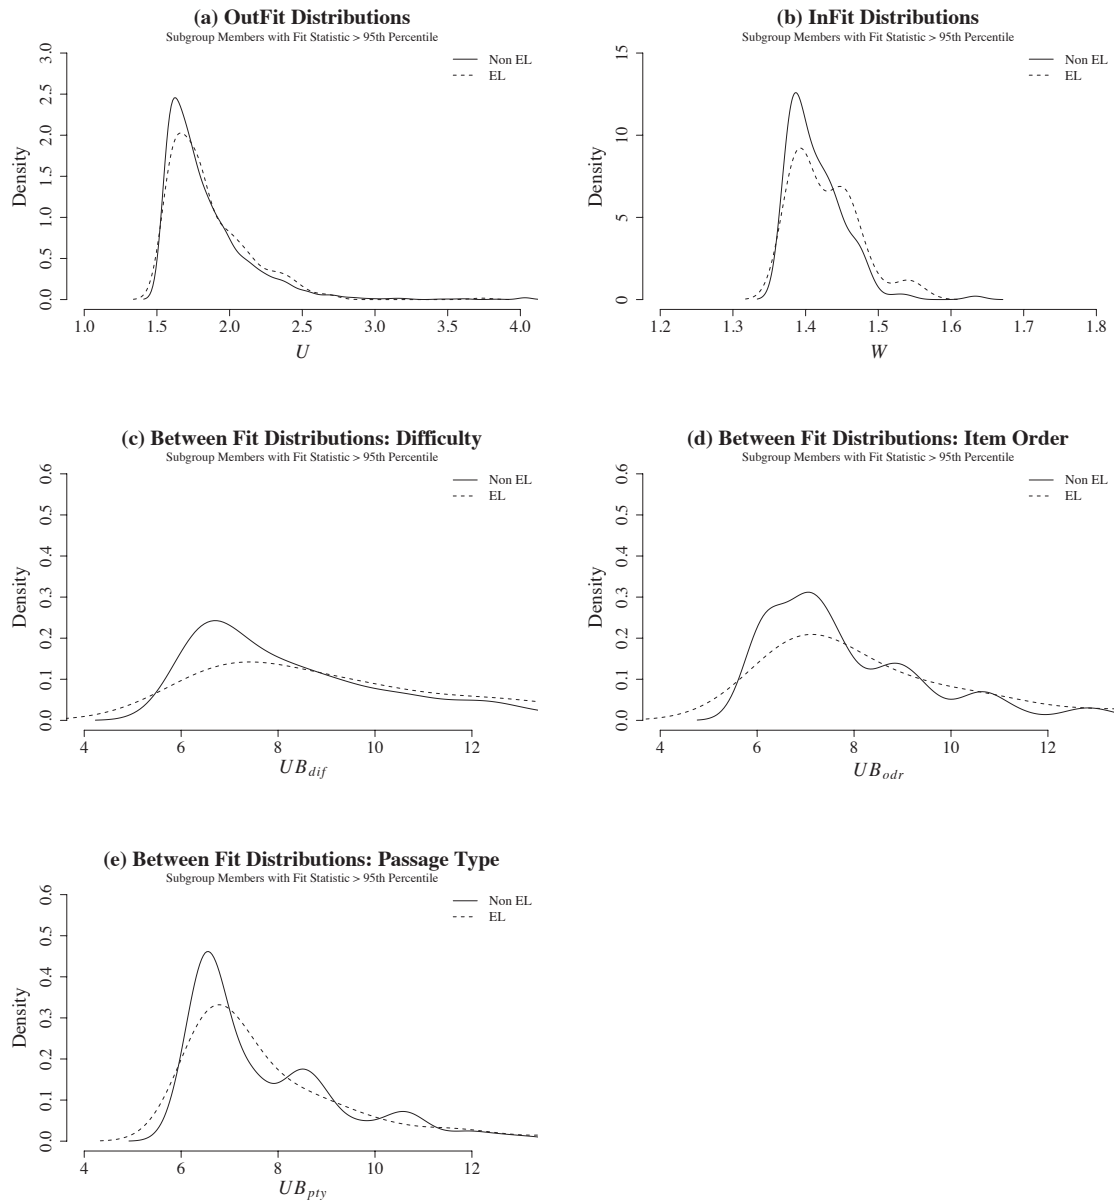 (a) OutFit Distributions
Subgroup Members with Fit Statistic > 95th Percentile
Non EL
EL
Density
0.0 0.5 1.0 1.5 2.0 2.5 3.0
1.0 1.5 2.0 2.5 3.0 3.5 4.0
U
(b) InFit Distributions
Subgroup Members with Fit Statistic > 95th Percentile
Non EL
EL
Density
0 5 10 15
1.2 1.3 1.4 1.5 1.6 1.7 1.8
W
(c) Between Fit Distributions: Difficulty
Subgroup Members with Fit Statistic > 95th Percentile
Non EL
EL
Density
0.0 0.1 0.2 0.3 0.4 0.5 0.6
4 6 8 10 12
UB_dif
(d) Between Fit Distributions: Item Order
Subgroup Members with Fit Statistic > 95th Percentile
Non EL
EL
Density
0.0 0.1 0.2 0.3 0.4 0.5 0.6
4 6 8 10 12
UB_odr
(e) Between Fit Distributions: Passage Type
Subgroup Members with Fit Statistic > 95th Percentile
Non EL
EL
Density
0.0 0.1 0.2 0.3 0.4 0.5 0.6
4 6 8 10 12
UB_pty